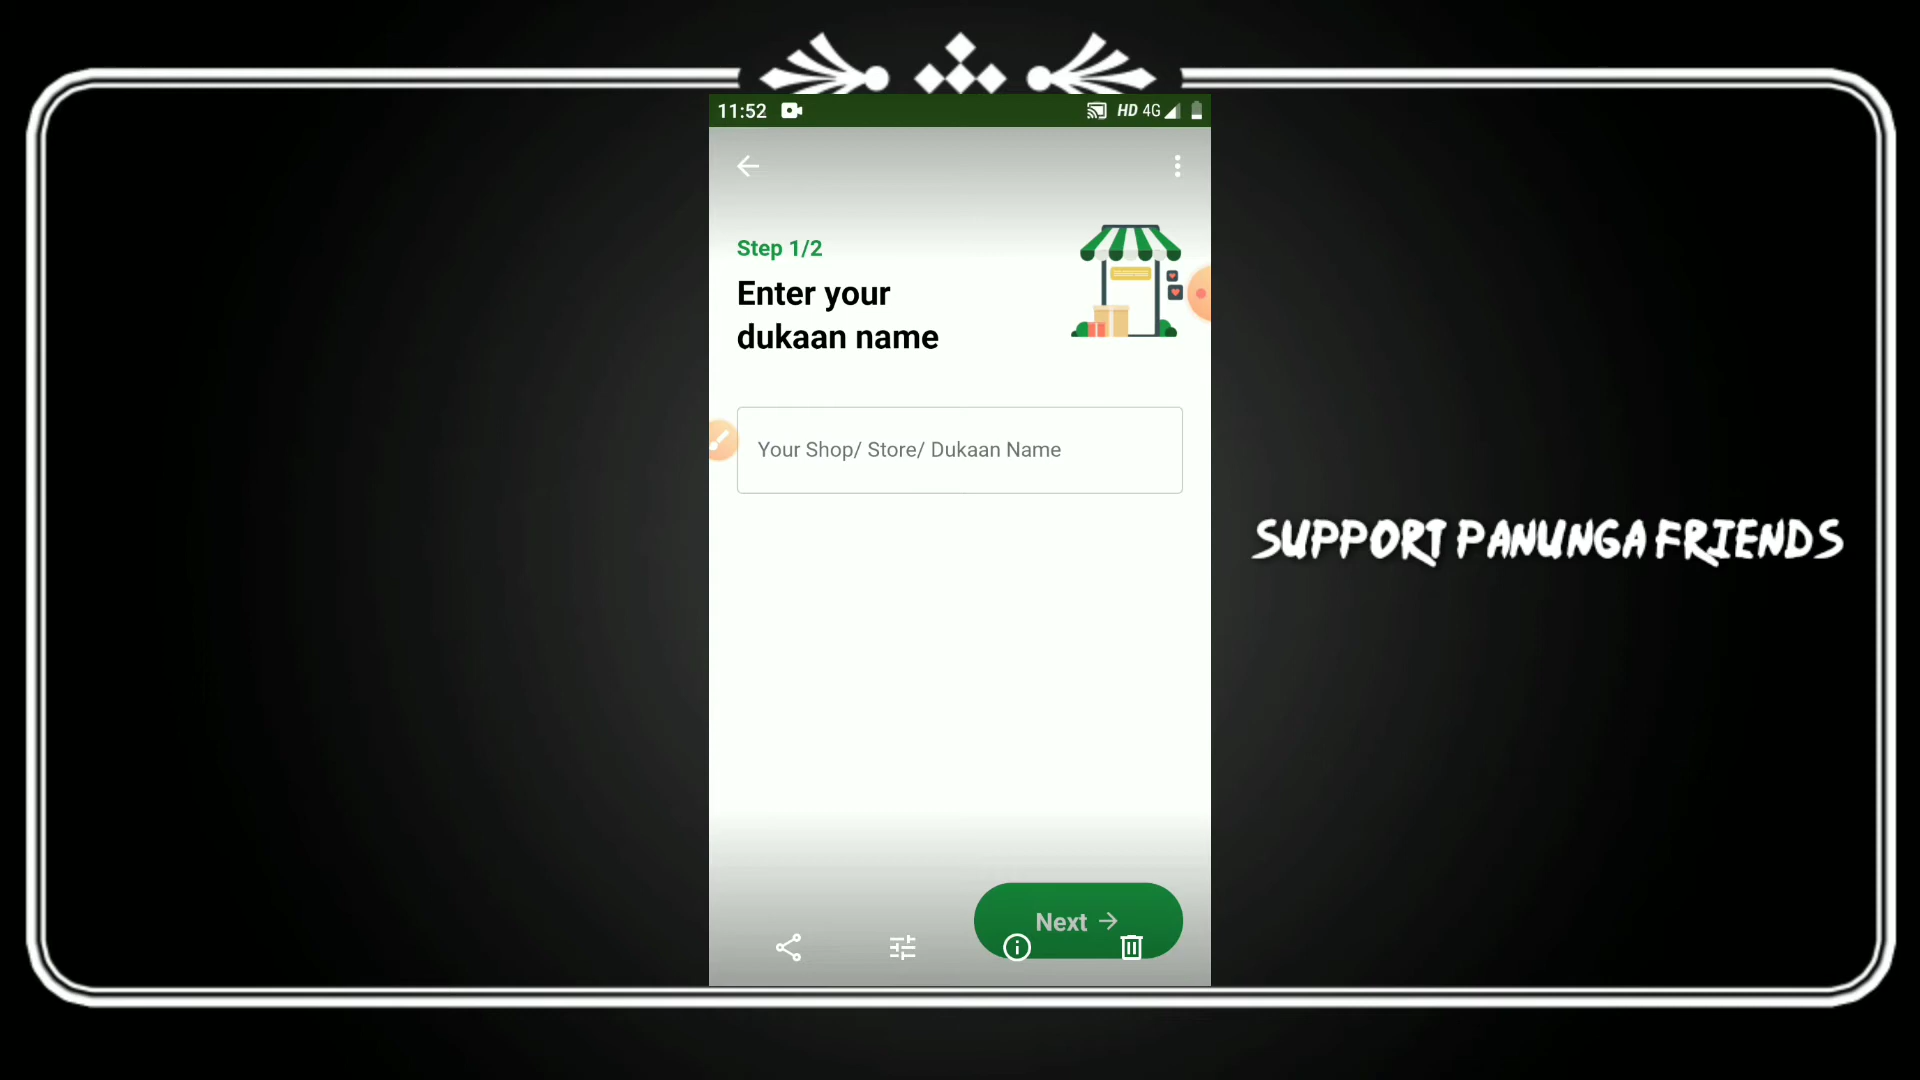 11:52 HD 4G
Step 1/2
Enter your
dukaan name
Your Shop/ Store/ Dukaan Name
SUPPORT PANUNGA FRIENDS
Next